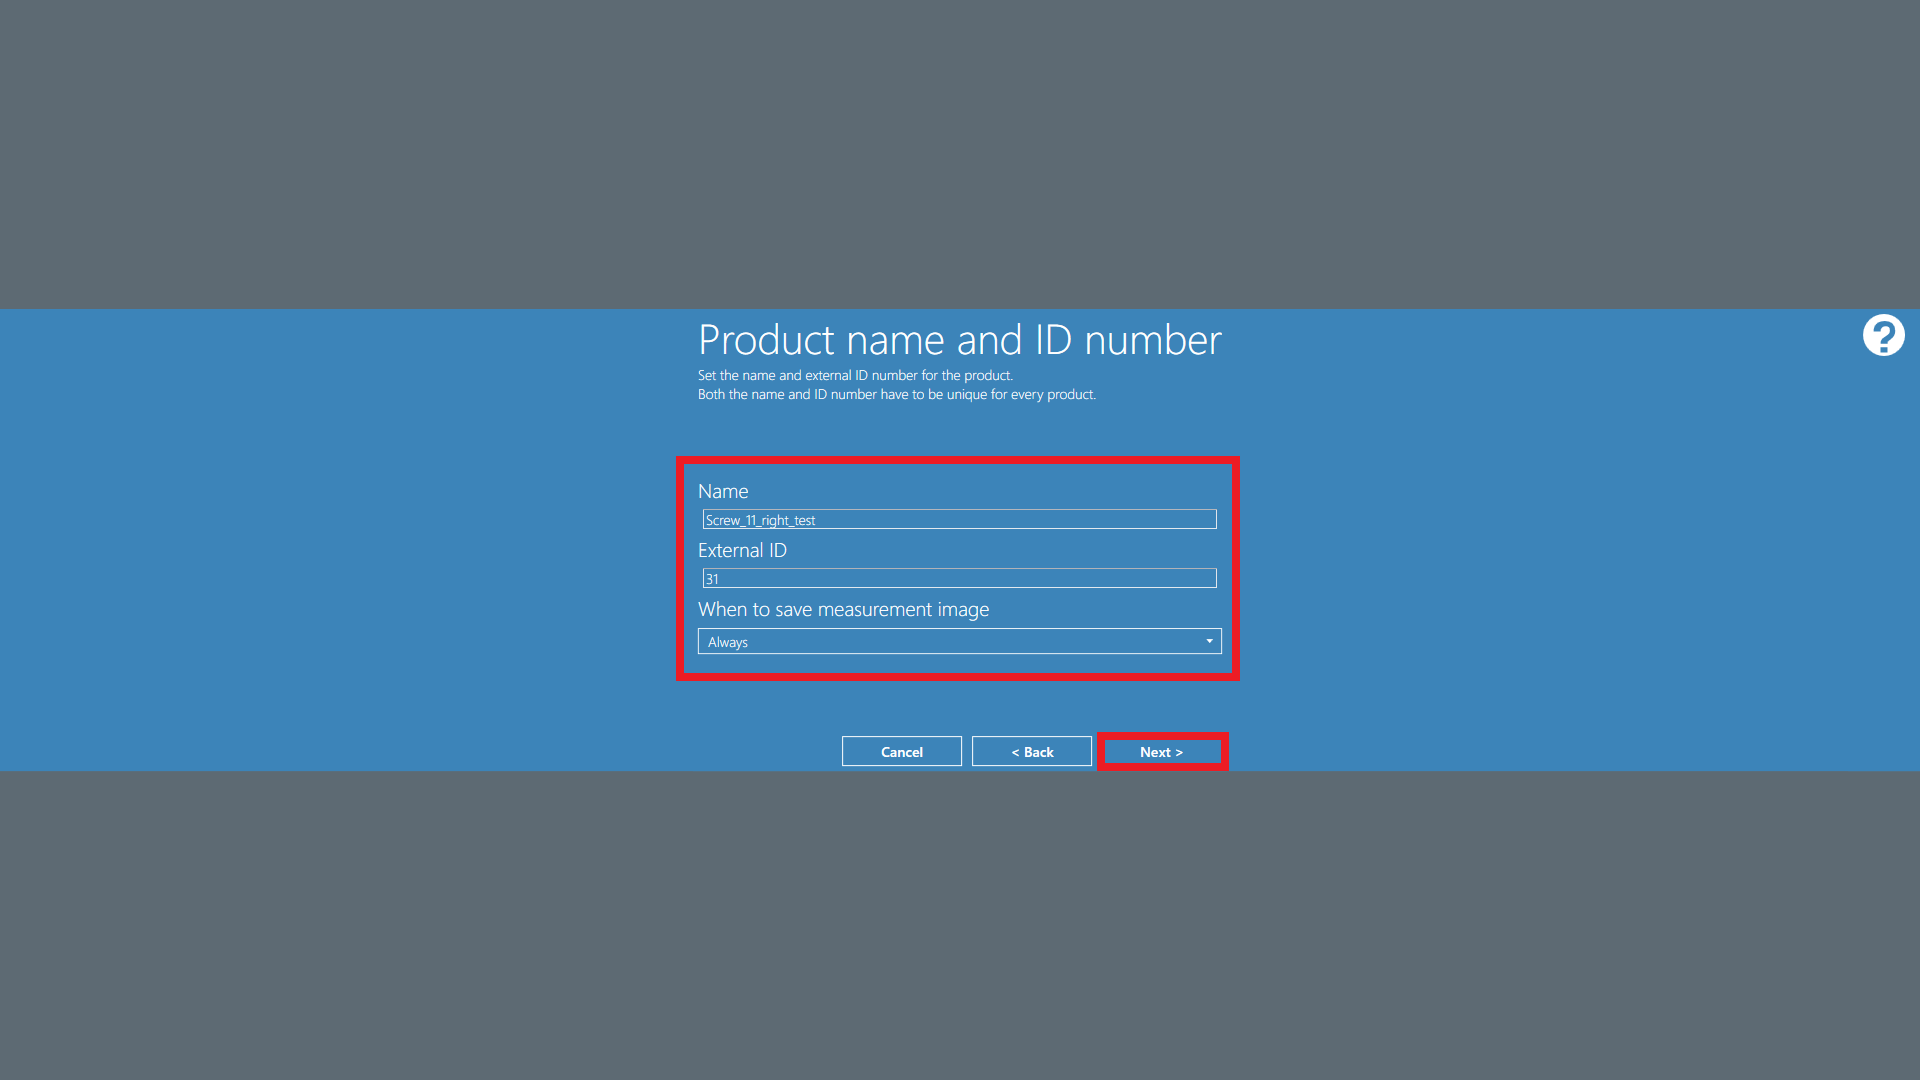 Product name and ID number
Set the name and external ID number for the product.
Both the name and ID number have to be unique for every product.
Name
Screw_11_right_test
External ID
31
When to save measurement image
Always
Cancel
< Back
Next >